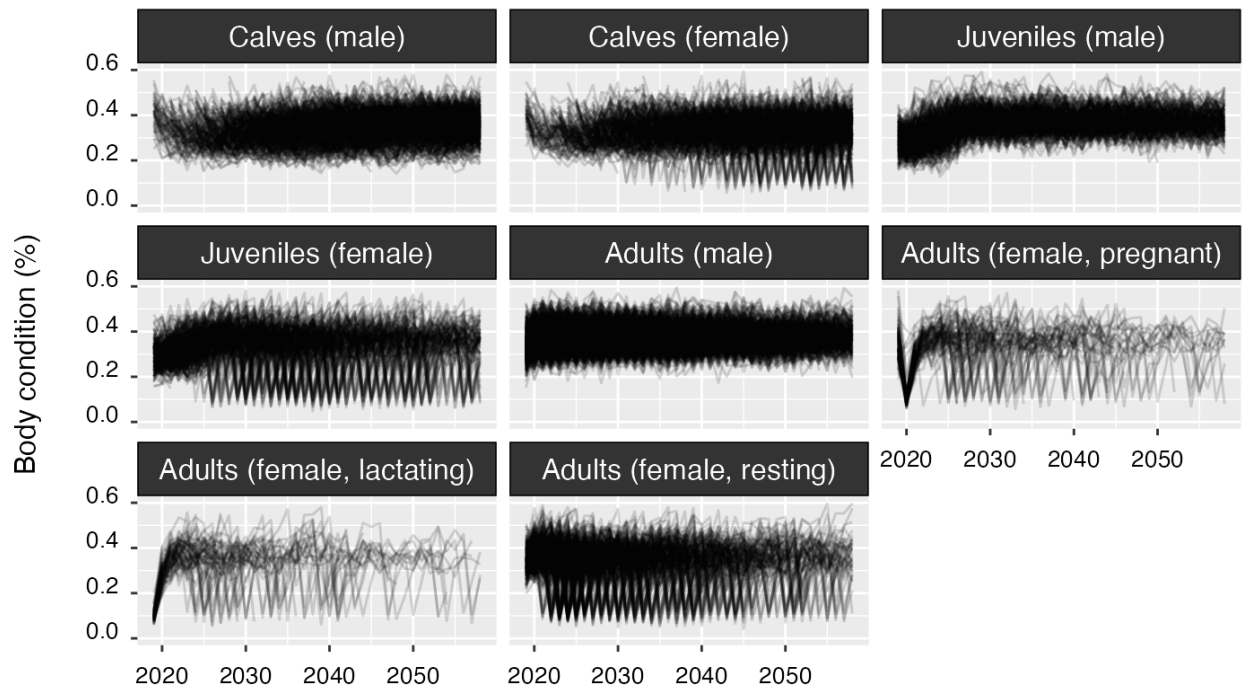 Calves (male)
Calves (female)
Juveniles (male)
0.6
0.4
0.2
0.0
Juveniles (female)
Adults (male)
Adults (female, pregnant)
0.6
0.4
0.2
0.0
2020 2030 2040 2050
Adults (female, lactating)
Adults (female, resting)
0.6
0.4
0.2
0.0
2020 2030 2040 2050
2020 2030 2040 2050
Body condition (%)